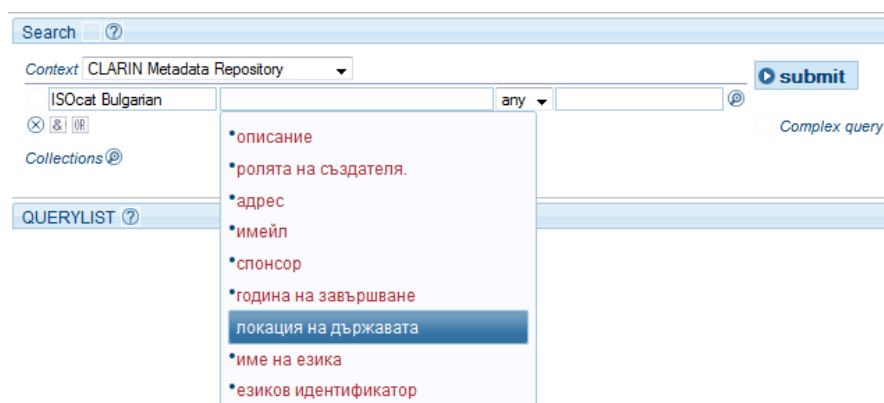 Search ?
Context CLARIN Metadata Repository
submit
ISOcat Bulgarian any
& OR
Complex query
Collections
•описание
•ролята на създателя.
•адрес
QUERYLIST ?
•имейл
•спонсор
•година на завършване
локация на държавата
•име на езика
•езиков идентификатор